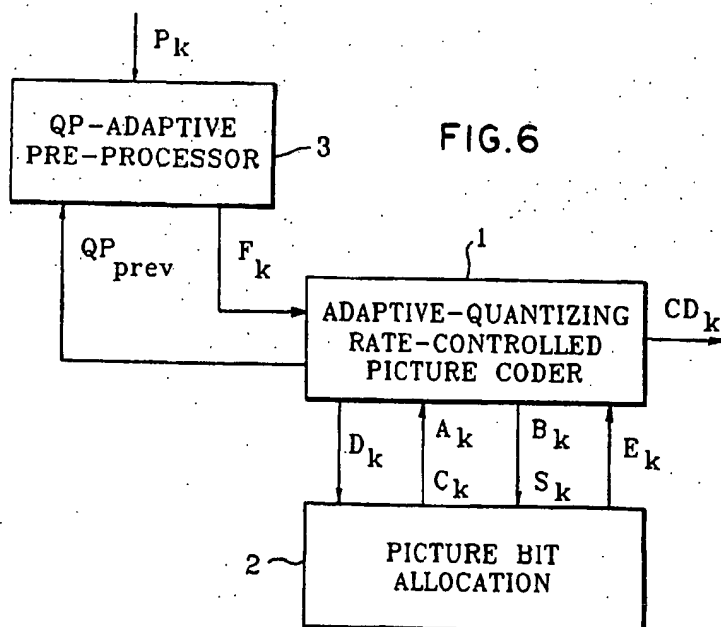 P_k
QP-ADAPTIVE
PRE-PROCESSOR
3
FIG.6
QP_prev
F_k
1
ADAPTIVE-QUANTIZING
RATE-CONTROLLED
PICTURE CODER
CD_k
D_k
A_k
C_k
B_k
S_k
E_k
2
PICTURE BIT
ALLOCATION